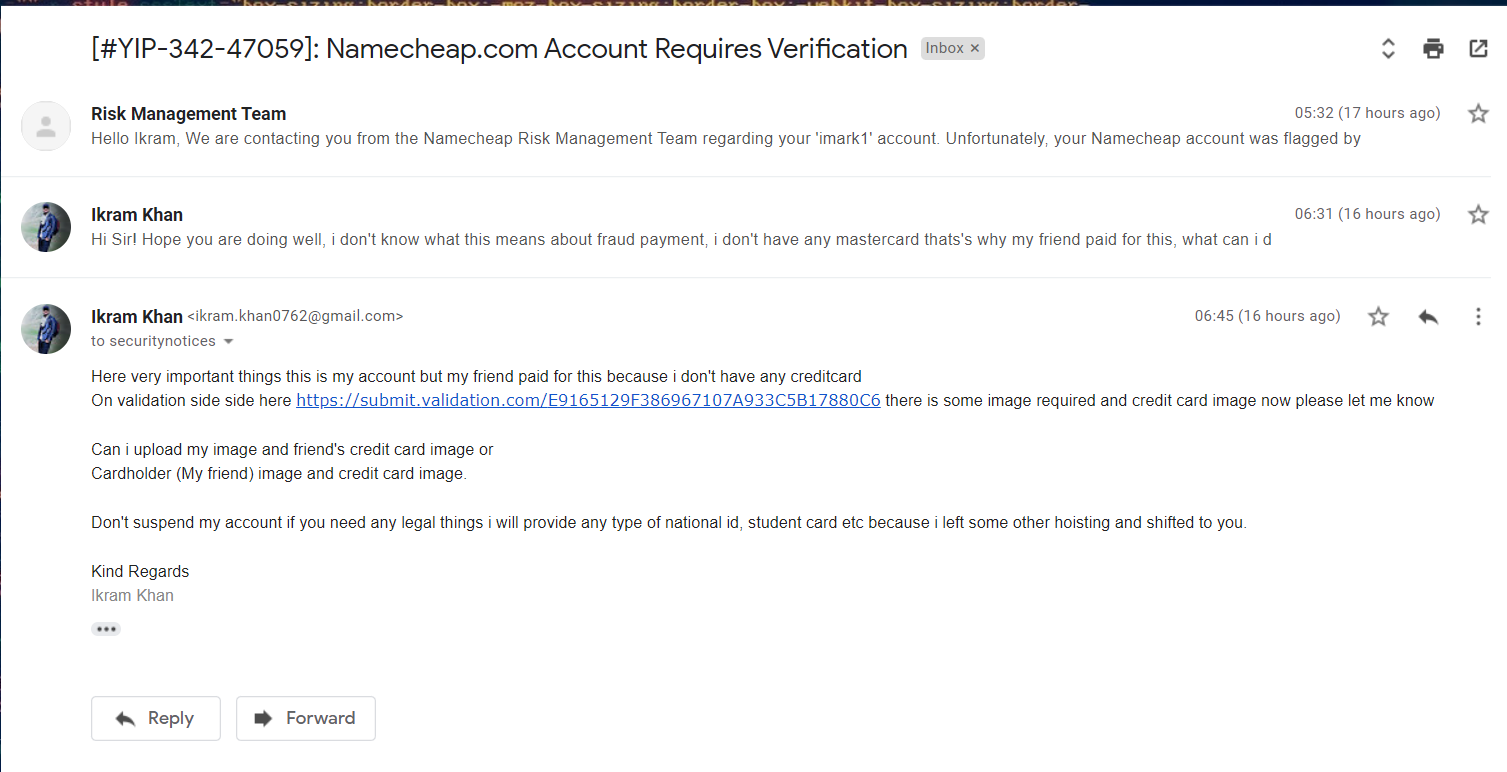 [#YIP-342-47059]: Namecheap.com Account Requires Verification Inbox ×
Risk Management Team 05:32 (17 hours ago)
Hello Ikram, We are contacting you from the Namecheap Risk Management Team regarding your 'imark1' account. Unfortunately, your Namecheap account was flagged by
Ikram Khan 06:31 (16 hours ago)
Hi Sir! Hope you are doing well, i don't know what this means about fraud payment, i don't have any mastercard thats's why my friend paid for this, what can i d
Ikram Khan <ikram.khan0762@gmail.com> 06:45 (16 hours ago)
to securitynotices
Here very important things this is my account but my friend paid for this because i don't have any creditcard
On validation side side here https://submit.validation.com/E9165129F386967107A933C5B17880C6 there is some image required and credit card image now please let me know
Can i upload my image and friend's credit card image or
Cardholder (My friend) image and credit card image.
Don't suspend my account if you need any legal things i will provide any type of national id, student card etc because i left some other hoisting and shifted to you.
Kind Regards
Ikram Khan
Reply Forward